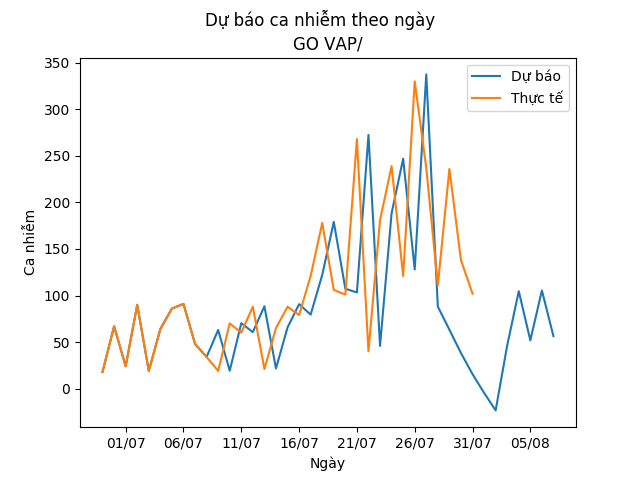 Dự báo ca nhiễm theo ngày
GO VAP/
350
300
250
200
150
100
50
0
Ca nhiễm
Dự báo
Thực tế
01/07 06/07 11/07 16/07 21/07 26/07 31/07 05/08
Ngày